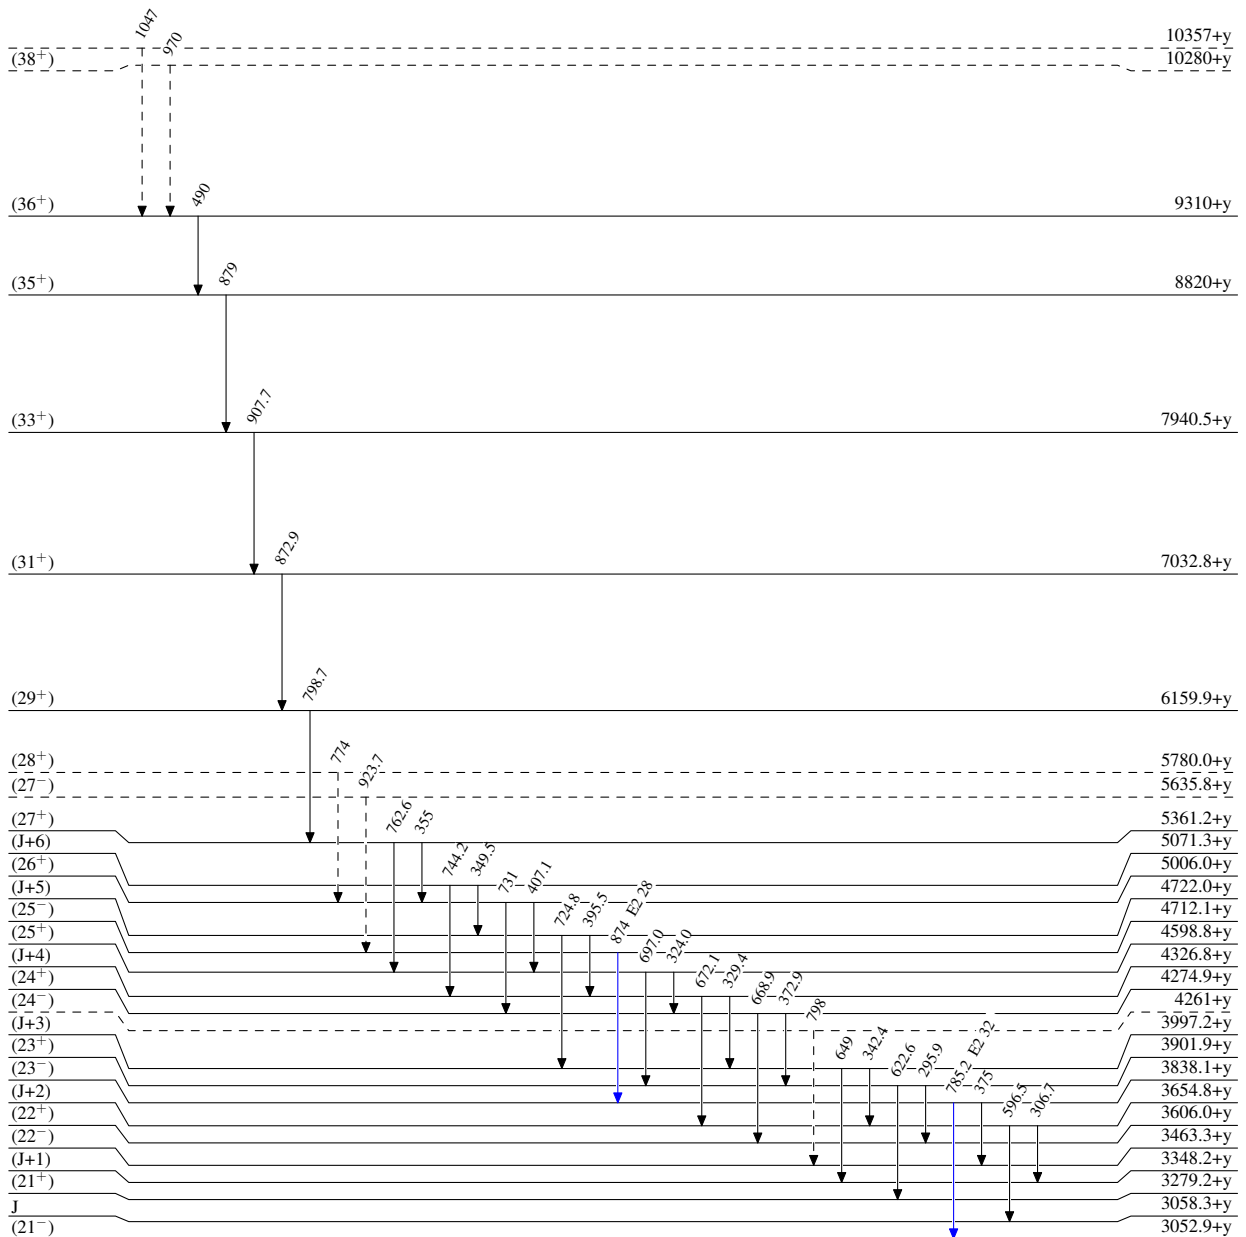 1047
10357+y
970
(38⁺)
10280+y
490
(36⁺)
9310+y
879
(35⁺)
8820+y
907.7
(33⁺)
7940.5+y
872.9
(31⁺)
7032.8+y
798.7
(29⁺)
6159.9+y
774
(28⁺)
5780.0+y
923.7
(27⁻)
5635.8+y
(27⁺)
762.6
355
5361.2+y
(J+6)
5071.3+y
(26⁺)
744.2
349.5
5006.0+y
(J+5)
731
407.1
4722.0+y
(25⁻)
724.8
395.5
4712.1+y
(25⁺)
874 E2 28
4598.8+y
(J+4)
697.0
324.0
4326.8+y
(24⁺)
672.1
329.4
4274.9+y
(24⁻)
668.9
372.9
4261+y
(J+3)
798
3997.2+y
(23⁺)
649
342.4
3901.9+y
(23⁻)
622.6
295.9
3838.1+y
(J+2)
785.2 E2 32
375
3654.8+y
(22⁺)
596.5
306.7
3606.0+y
(22⁻)
3463.3+y
(J+1)
3348.2+y
(21⁺)
3279.2+y
J
3058.3+y
(21⁻)
3052.9+y